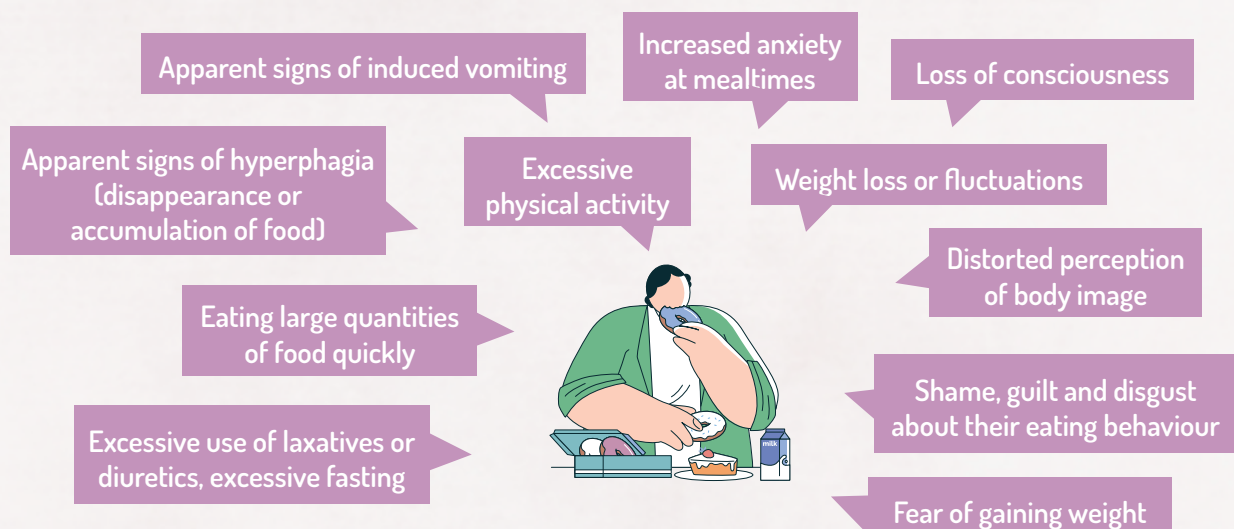 Apparent signs of induced vomiting
Increased anxiety
at mealtimes
Loss of consciousness
Apparent signs of hyperphagia
(disappearance or
accumulation of food)
Excessive
physical activity
Weight loss or fluctuations
Distorted perception
of body image
Eating large quantities
of food quickly
Shame, guilt and disgust
about their eating behaviour
Excessive use of laxatives or
diuretics, excessive fasting
milk
Fear of gaining weight